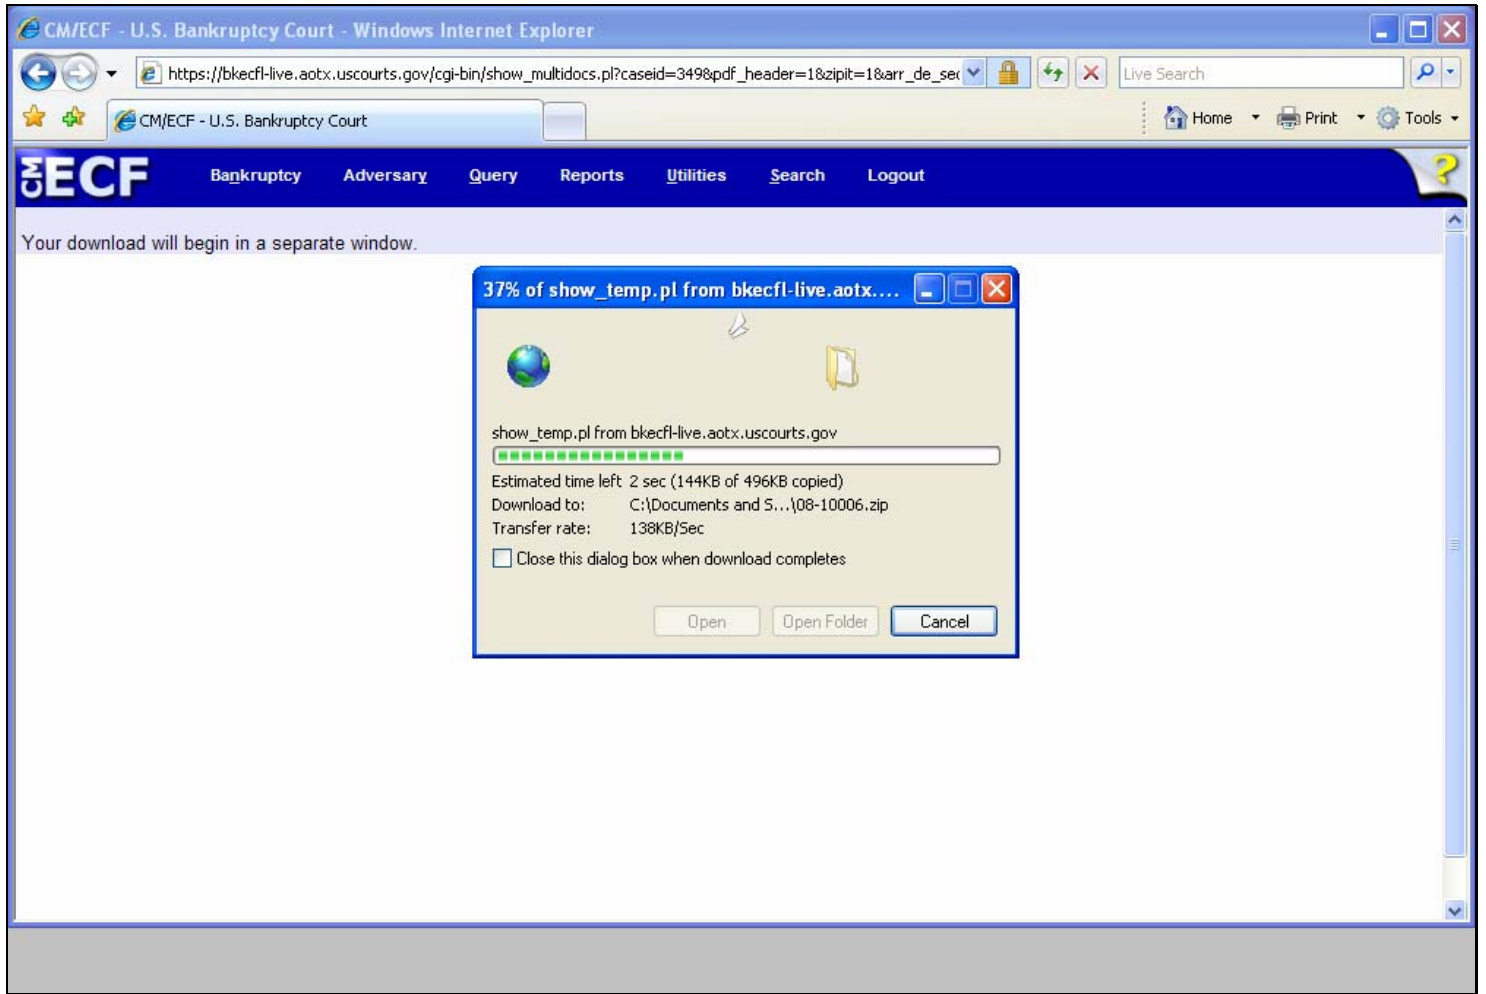 CM/ECF - U.S. Bankruptcy Court - Windows Internet Explorer
https://bkecfl-live.aotx.uscourts.gov/cgi-bin/show_multidocs.pl?caseid=349&pdf_header=1&zipit=1&arr_de_sec
Live Search
CM/ECF - U.S. Bankruptcy Court
Home Print Tools
CM ECF Bankruptcy Adversary Query Reports Utilities Search Logout ?
Your download will begin in a separate window.
37% of show_temp.pl from bkecfl-live.aotx....
show_temp.pl from bkecfl-live.aotx.uscourts.gov
Estimated time left 2 sec (144KB of 496KB copied)
Download to: C:\Documents and S...\08-10006.zip
Transfer rate: 138KB/Sec
Close this dialog box when download completes
Open Open Folder Cancel